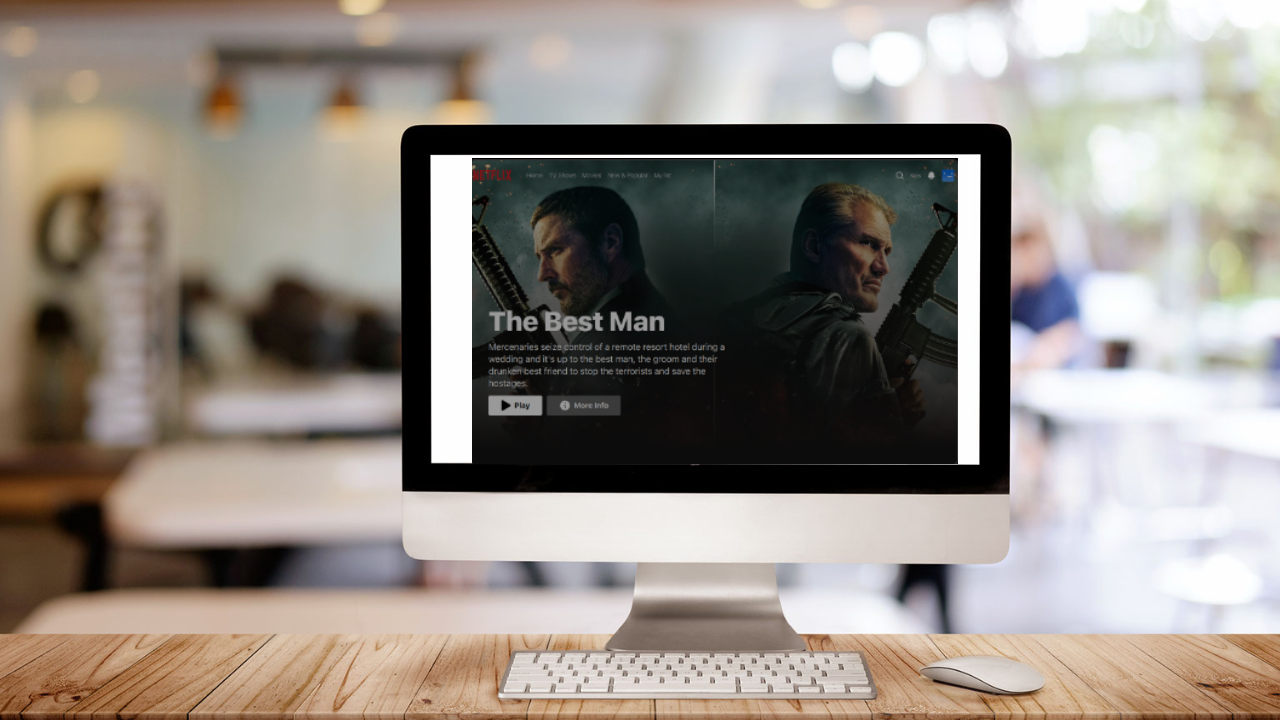 NETFLIX Home TV Shows Movies New & Popular My list
The Best Man
Mercenaries seize control of a remote resort hotel during a
wedding and it's up to the best man, the groom and their
drunken best friend to stop the terrorists and save the
hostages.
Play More Info